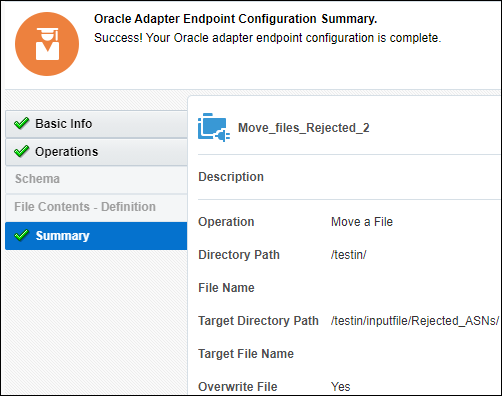 Oracle Adapter Endpoint Configuration Summary.
Success! Your Oracle adapter endpoint configuration is complete.
Basic Info
Operations
Schema
File Contents - Definition
Summary
Move_files_Rejected_2
Description
Operation Move a File
Directory Path /testin/
File Name
Target Directory Path /testin/inputfile/Rejected_ASNs/
Target File Name
Overwrite File Yes